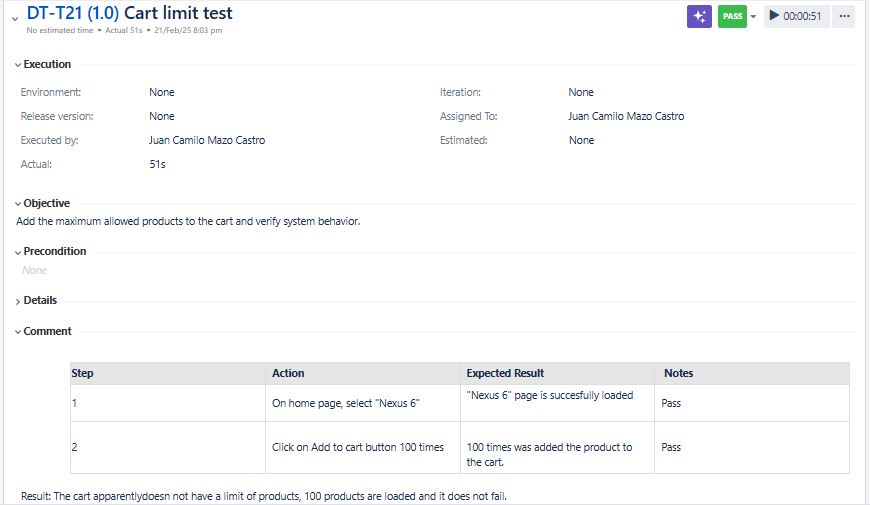 DT-T21 (1.0) Cart limit test
PASS
00:00:51
No estimated time • Actual 51s • 21/Feb/25 8:03 pm
Execution
Environment: None Iteration: None
Release version: None Assigned To: Juan Camilo Mazo Castro
Executed by: Juan Camilo Mazo Castro Estimated: None
Actual: 51s
Objective
Add the maximum allowed products to the cart and verify system behavior.
Precondition
None
Details
Comment
Step Action Expected Result Notes
1 On home page, select "Nexus 6" "Nexus 6" page is succesfully loaded Pass
2 Click on Add to cart button 100 times 100 times was added the product to Pass
the cart.
Result: The cart apparentlydoesn not have a limit of products, 100 products are loaded and it does not fail.